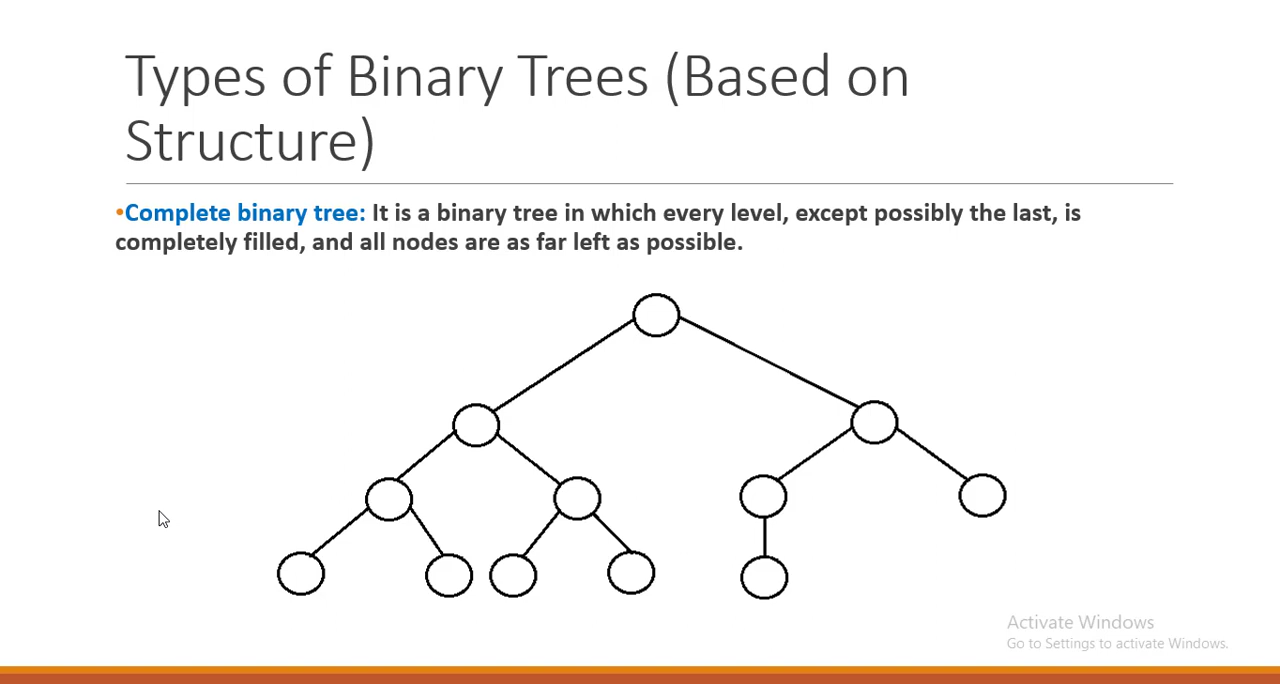 Types of Binary Trees (Based on
Structure)
•Complete binary tree: It is a binary tree in which every level, except possibly the last, is
completely filled, and all nodes are as far left as possible.
Activate Windows
Go to Settings to activate Windows.